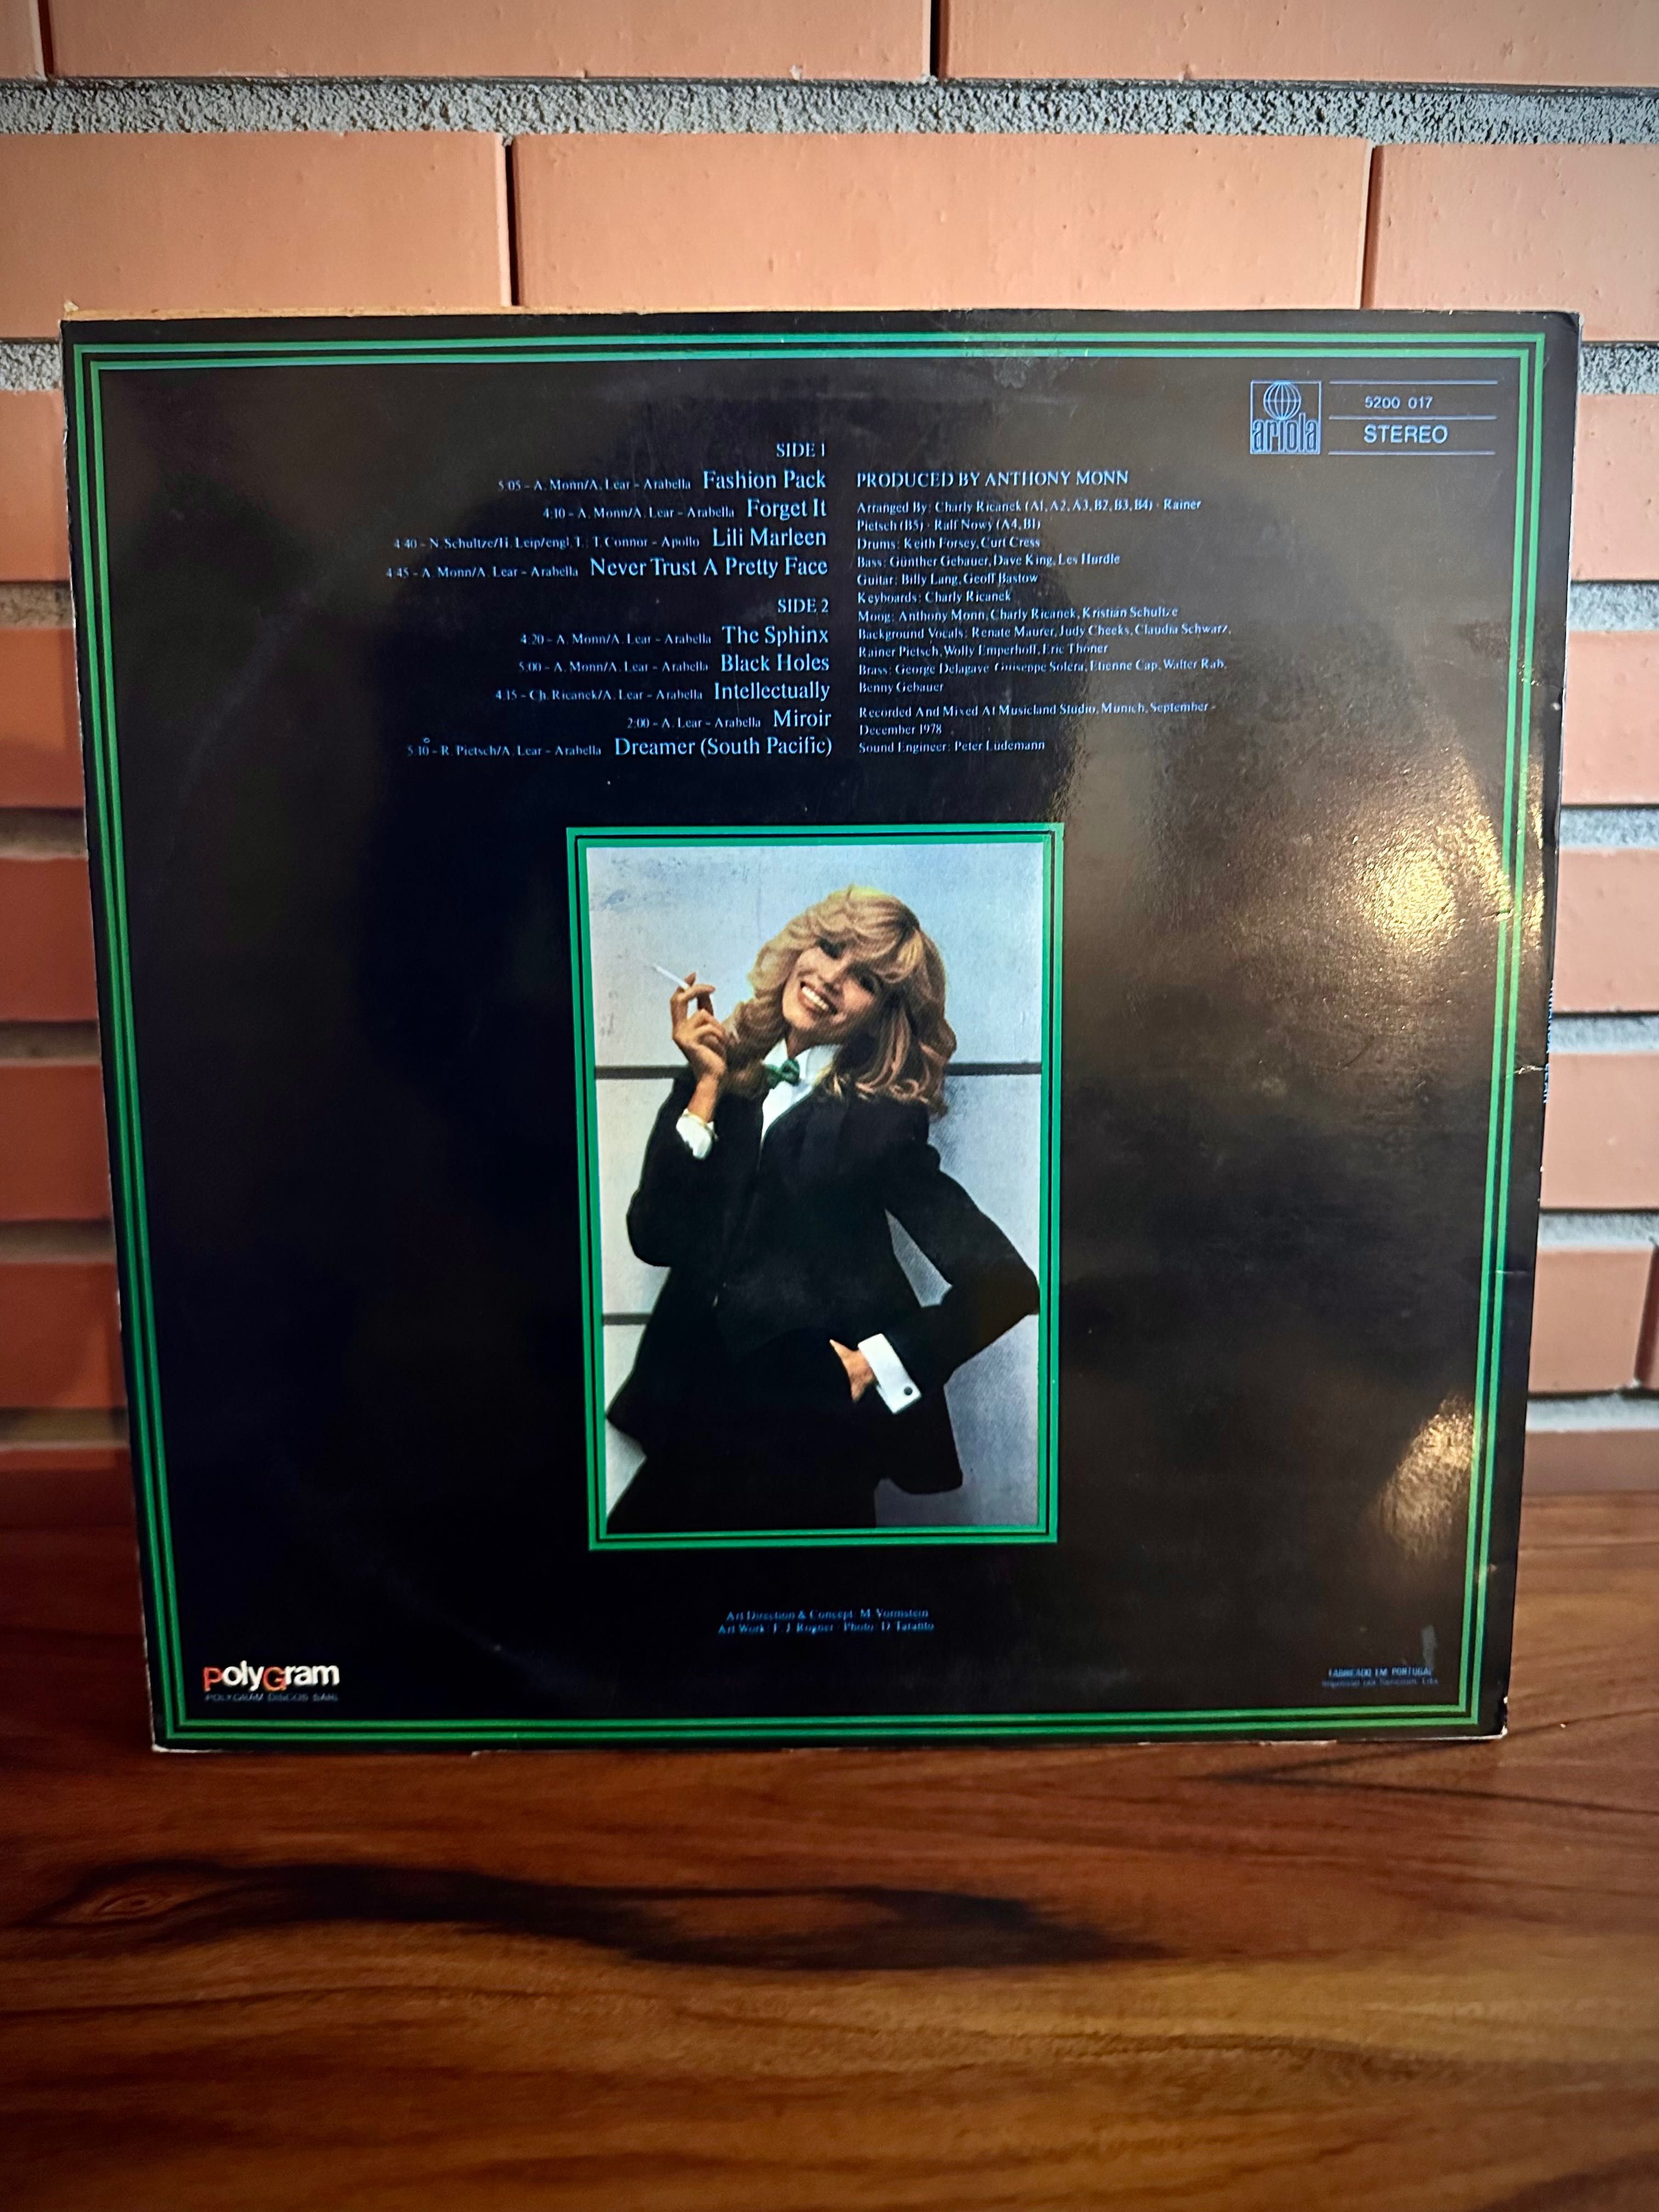 ariola
5200 017
STEREO
SIDE 1
5:05 - A. Monn/A. Lear - Arabella Fashion Pack
4:10 - A. Monn/A. Lear - Arabella Forget It
4:40 - N. Schultze/H. Leip/engl. T.: T. Connor - Apollo Lili Marleen
4:45 - A. Monn/A. Lear - Arabella Never Trust A Pretty Face
SIDE 2
4:20 - A. Monn/A. Lear - Arabella The Sphinx
5:00 - A. Monn/A. Lear - Arabella Black Holes
4:15 - Ch. Ricanek/A. Lear - Arabella Intellectually
2:00 - A. Lear - Arabella Miroir
5:10 - R. Pietsch/A. Lear - Arabella Dreamer (South Pacific)
PRODUCED BY ANTHONY MONN
Arranged By: Charly Ricanek (A1, A2, A3, B2, B3, B4) · Rainer
Pietsch (B5) · Ralf Nowy (A4, B1)
Drums: Keith Forsey, Curt Cress
Bass: Günther Gebauer, Dave King, Les Hurdle
Guitar: Billy Lang, Geoff Bastow
Keyboards: Charly Ricanek
Moog: Anthony Monn, Charly Ricanek, Kristian Schultze
Background Vocals: Renate Maurer, Judy Cheeks, Claudia Schwarz,
Rainer Pietsch, Wolly Emperhoff, Eric Thoner
Brass: George Delagaye, Guiseppe Solera, Etienne Cap, Walter Rab,
Benny Gebauer
Recorded And Mixed At Musicland Studio, Munich, September -
December 1978
Sound Engineer: Peter Lüdemann
Art Direction & Concept: M. Vormstein
Art Work: F. J. Rogner · Photo: D. Taranto
PolyGram
POLYGRAM DISCOS SARL
FABRICADO EM PORTUGAL